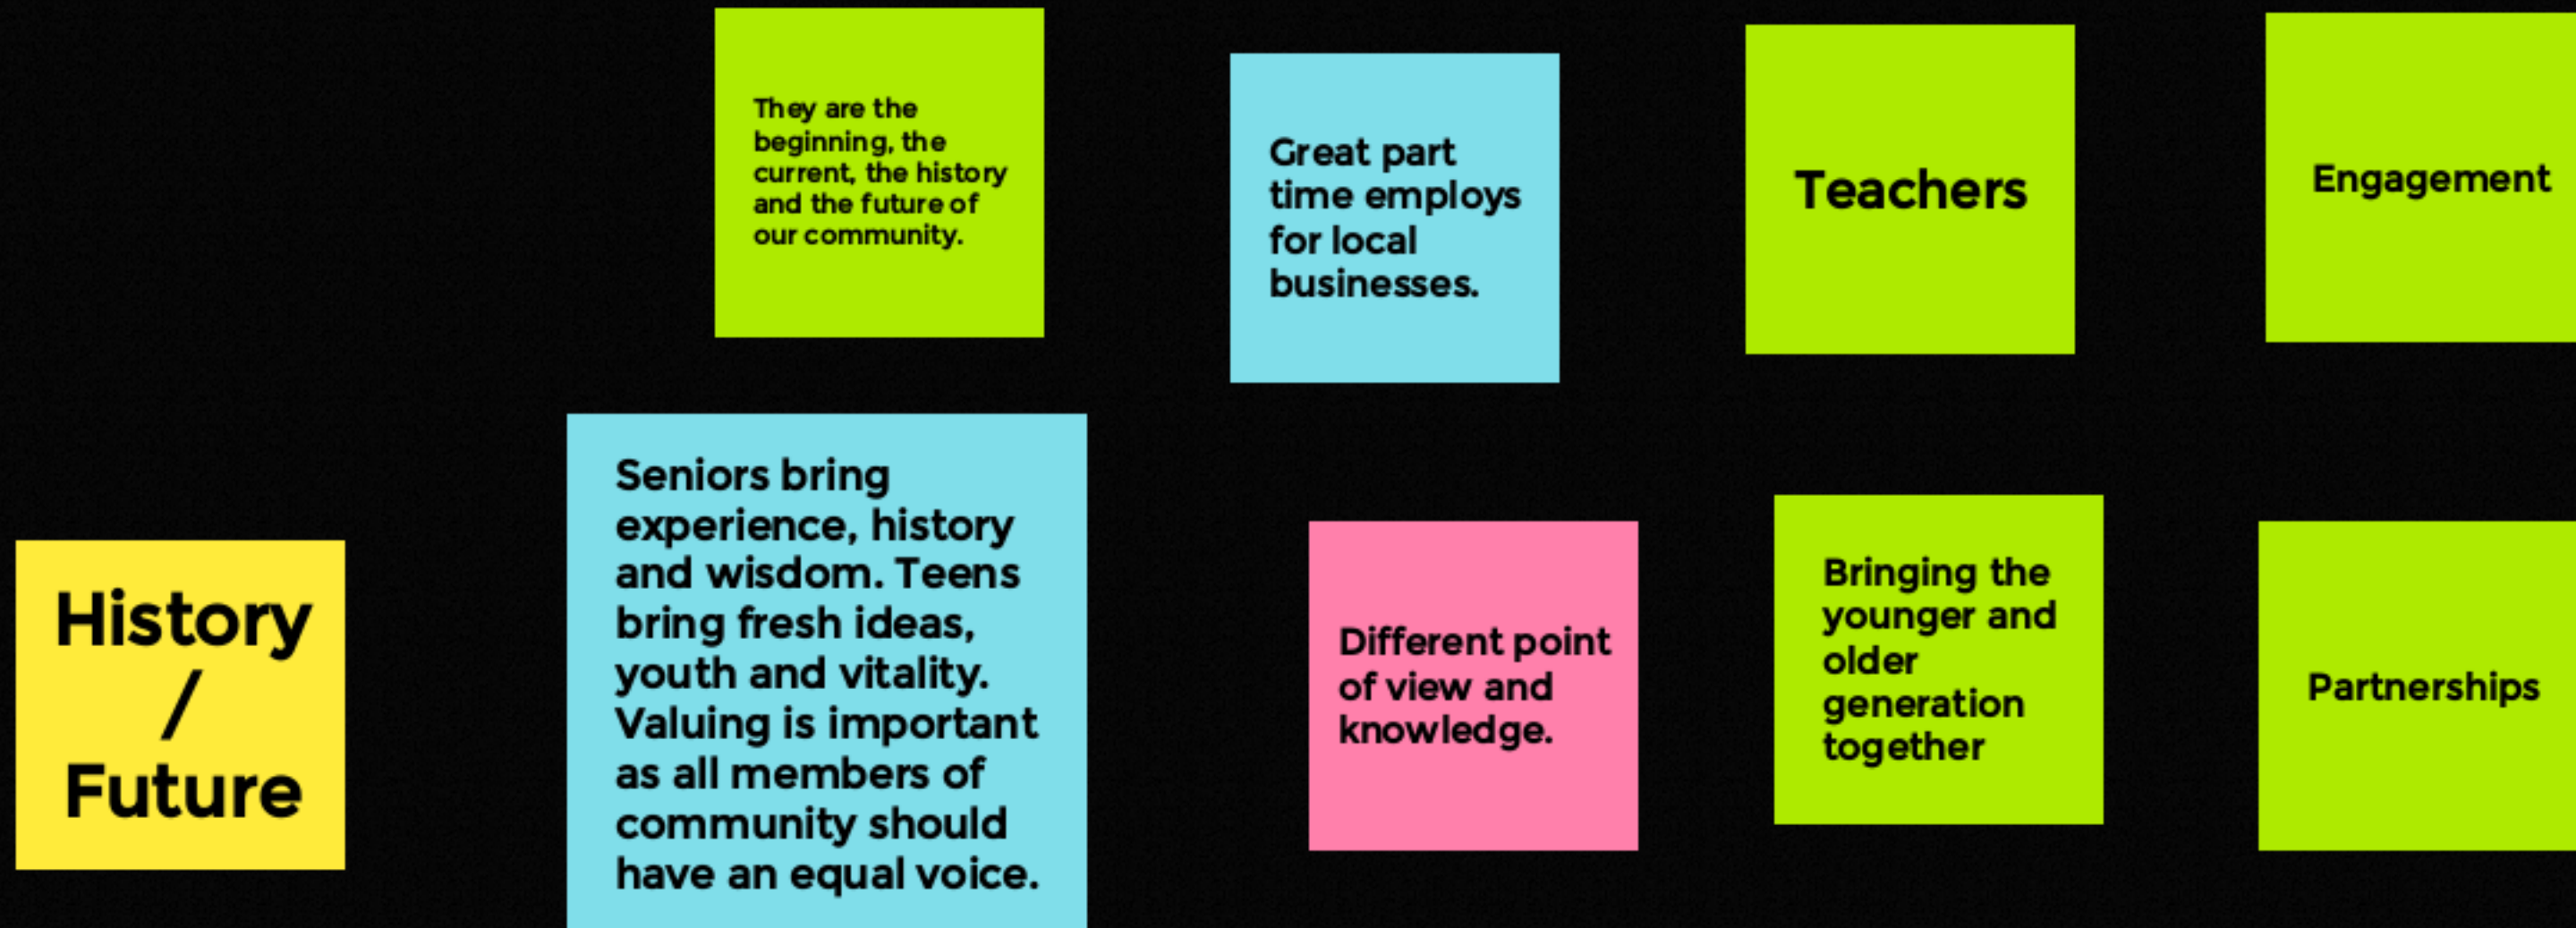 They are the
beginning, the
current, the history
and the future of
our community.
Great part
time employs
for local
businesses.
Teachers
Engagement
History
/
Future
Seniors bring
experience, history
and wisdom. Teens
bring fresh ideas,
youth and vitality.
Valuing is important
as all members of
community should
have an equal voice.
Different point
of view and
knowledge.
Bringing the
younger and
older
generation
together
Partnerships